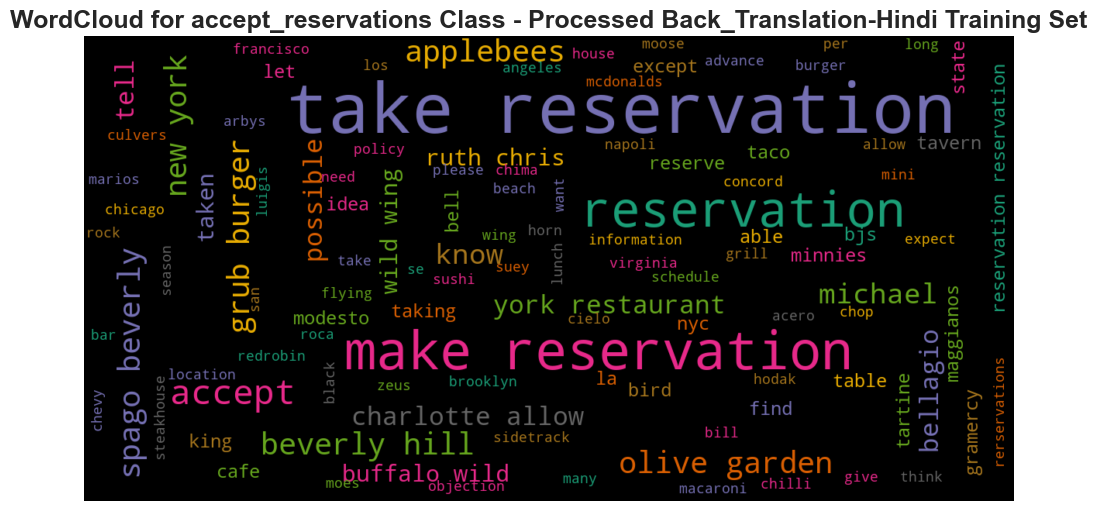 WordCloud for accept_reservations Class - Processed Back_Translation-Hindi Training Set
francisco
applebees
house
moose
per
long
let
los
angeles
except
advance
burger
state
tell
new york
take reservation
mcdonalds
culvers
arbys
possible
policy
ruth chris
napoli
allow
tavern
reservation reservation
marios
taken
grub burger
luigis
need
please
chima
reserve
taco
mini
chicago
idea
wild wing
bell
beach
want
reservation
concord
rock
season
know
wing
horn
information
able
bjs
expect
spago beverly
san
take
se
sushi
suey
lunch
virginia
grill
minnies
schedule
flying
york restaurant
michael
modesto
taking
cielo
nyc
acero
chop
maggianos
bar
roca
redrobin
make reservation
bellagio
location
black
zeus
brooklyn
la
hodak
table
rerservations
chevy
steakhouse
accept
bird
tartine
charlotte allow
find
gramercy
king
beverly hill
sidetrack
bill
cafe
buffalo wild
olive garden
moes
objection
many
macaroni
chilli
give
think